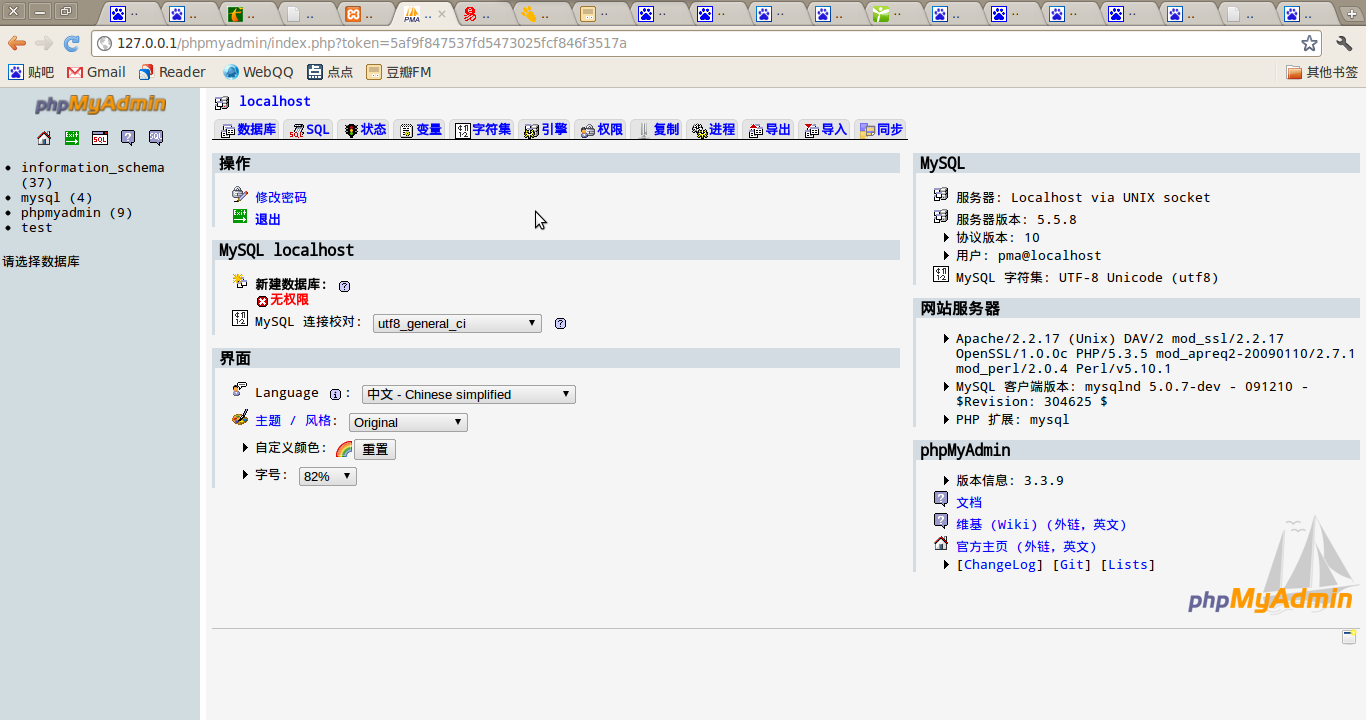 127.0.0.1/phpmyadmin/index.php?token=5af9f847537fd5473025fcf846f3517a
贴吧 Gmail Reader WebQQ 点点 豆瓣FM 其他书签
phpMyAdmin
information_schema
(37)
mysql (4)
phpmyadmin (9)
test
请选择数据库
localhost
数据库 SQL 状态 变量 字符集 引擎 权限 复制 进程 导出 导入 同步
操作
修改密码
退出
MySQL localhost
新建数据库:
无权限
MySQL 连接校对: utf8_general_ci
界面
Language : 中文 - Chinese simplified
主题 / 风格: Original
自定义颜色: 重置
字号: 82%
MySQL
服务器: Localhost via UNIX socket
服务器版本: 5.5.8
协议版本: 10
用户: pma@localhost
MySQL 字符集: UTF-8 Unicode (utf8)
网站服务器
Apache/2.2.17 (Unix) DAV/2 mod_ssl/2.2.17
OpenSSL/1.0.0c PHP/5.3.5 mod_apreq2-20090110/2.7.1
mod_perl/2.0.4 Perl/v5.10.1
MySQL 客户端版本: mysqlnd 5.0.7-dev - 091210 -
$Revision: 304625 $
PHP 扩展: mysql
phpMyAdmin
版本信息: 3.3.9
文档
维基 (Wiki) (外链，英文)
官方主页 (外链，英文)
[ChangeLog] [Git] [Lists]
phpMyAdmin